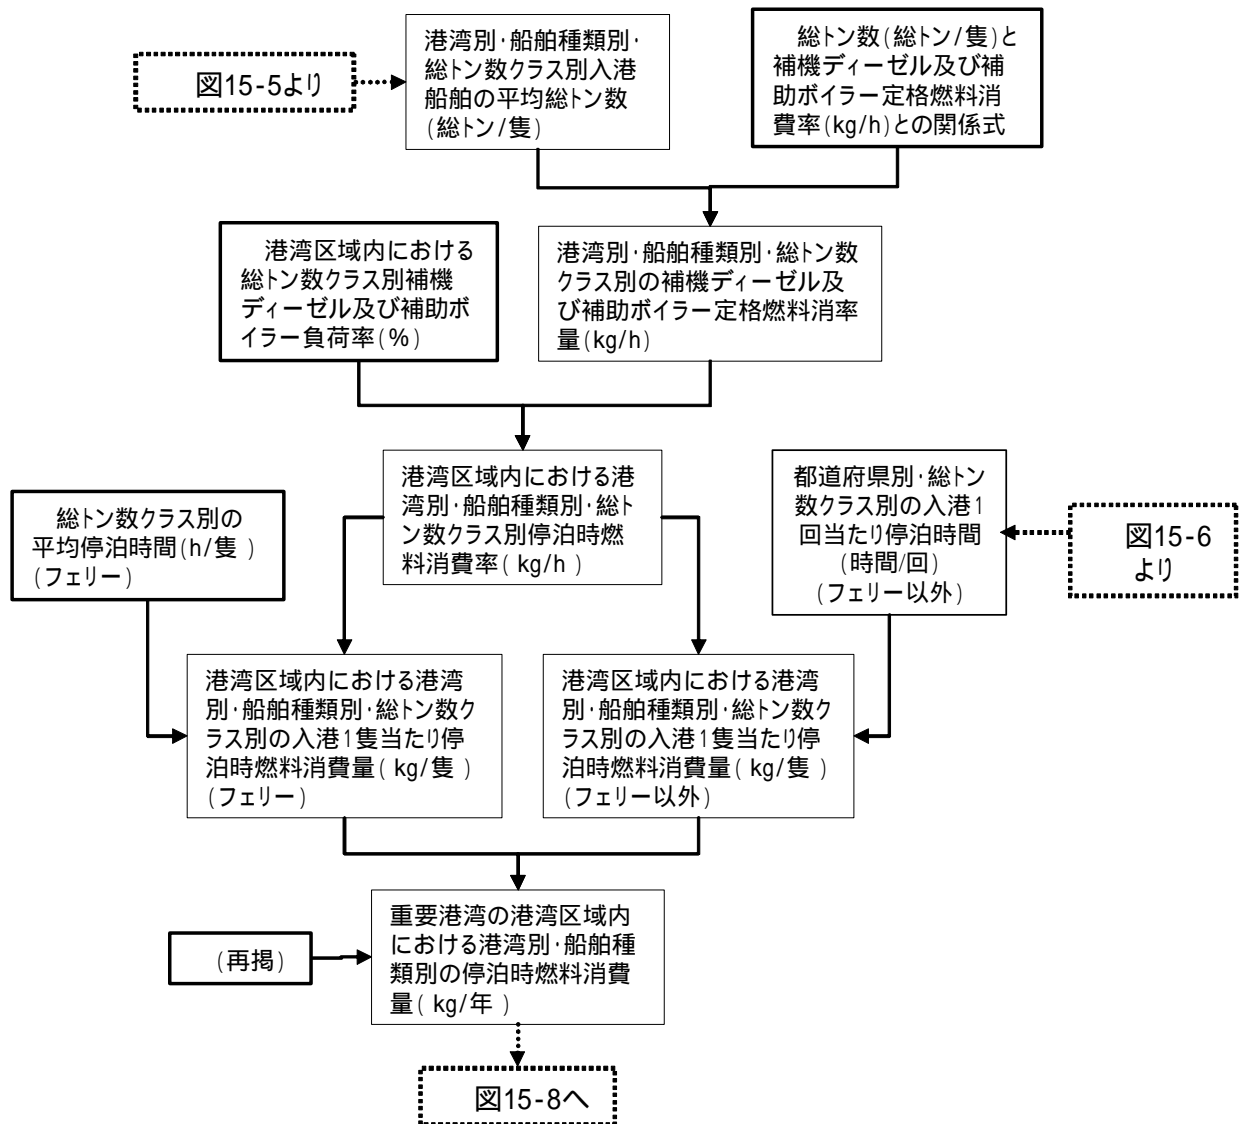 図15-5より
港湾別・船舶種類別・
総トン数クラス別入港
船舶の平均総トン数
(総トン/隻)
総トン数(総トン/隻)と
補機ディーゼル及び補
助ボイラー定格燃料消
費率(kg/h)との関係式
港湾区域内における
総トン数クラス別補機
ディーゼル及び補助ボ
イラー負荷率(%)
港湾別・船舶種類別・総トン数
クラス別の補機ディーゼル及
び補助ボイラー定格燃料消率
量(kg/h)
総トン数クラス別の
平均停泊時間(h/隻)
(フェリー)
港湾区域内における港
湾別・船舶種類別・総ト
ン数クラス別停泊時燃
料消費率(kg/h)
都道府県別・総トン
数クラス別の入港1
回当たり停泊時間
(時間/回)
(フェリー以外)
図15-6
より
港湾区域内における港湾
別・船舶種類別・総トン数ク
ラス別の入港1隻当たり停
泊時燃料消費量(kg/隻)
(フェリー)
港湾区域内における港湾
別・船舶種類別・総トン数ク
ラス別の入港1隻当たり停
泊時燃料消費量(kg/隻)
(フェリー以外)
(再掲)
重要港湾の港湾区域内
における港湾別・船舶種
類別の停泊時燃料消費
量(kg/年)
図15-8へ